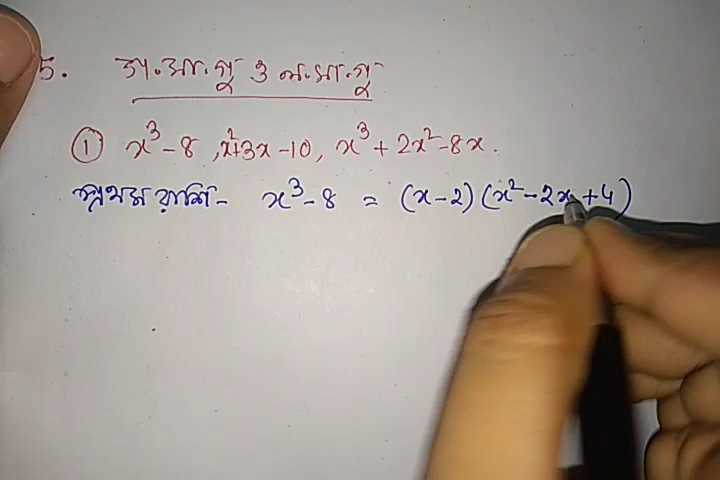 5. গ.সা.গু ও ল.সা.গু
① x³ - 8 , x²+3x - 10 , x³ + 2x² - 8x .
প্রথম রাশি - x³ - 8 = (x - 2) (x² - 2x + 4)